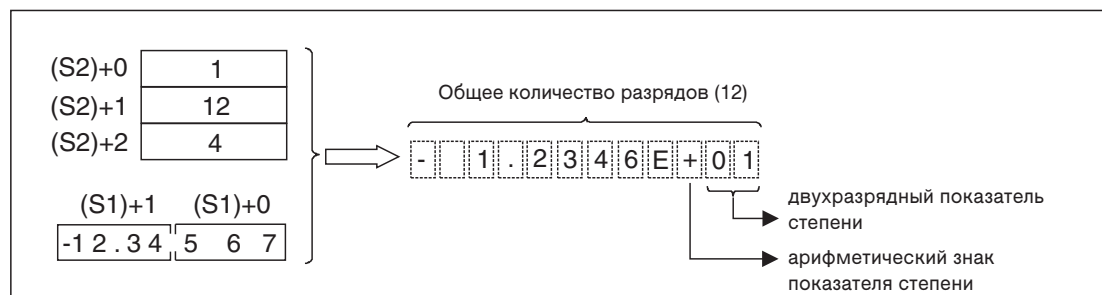 (S2)+0 1
(S2)+1 12
(S2)+2 4
(S1)+1 (S1)+0
-12.34 5 6 7
Общее количество разрядов (12)
- 1.2346E+01
двухразрядный показатель
степени
арифметический знак
показателя степени